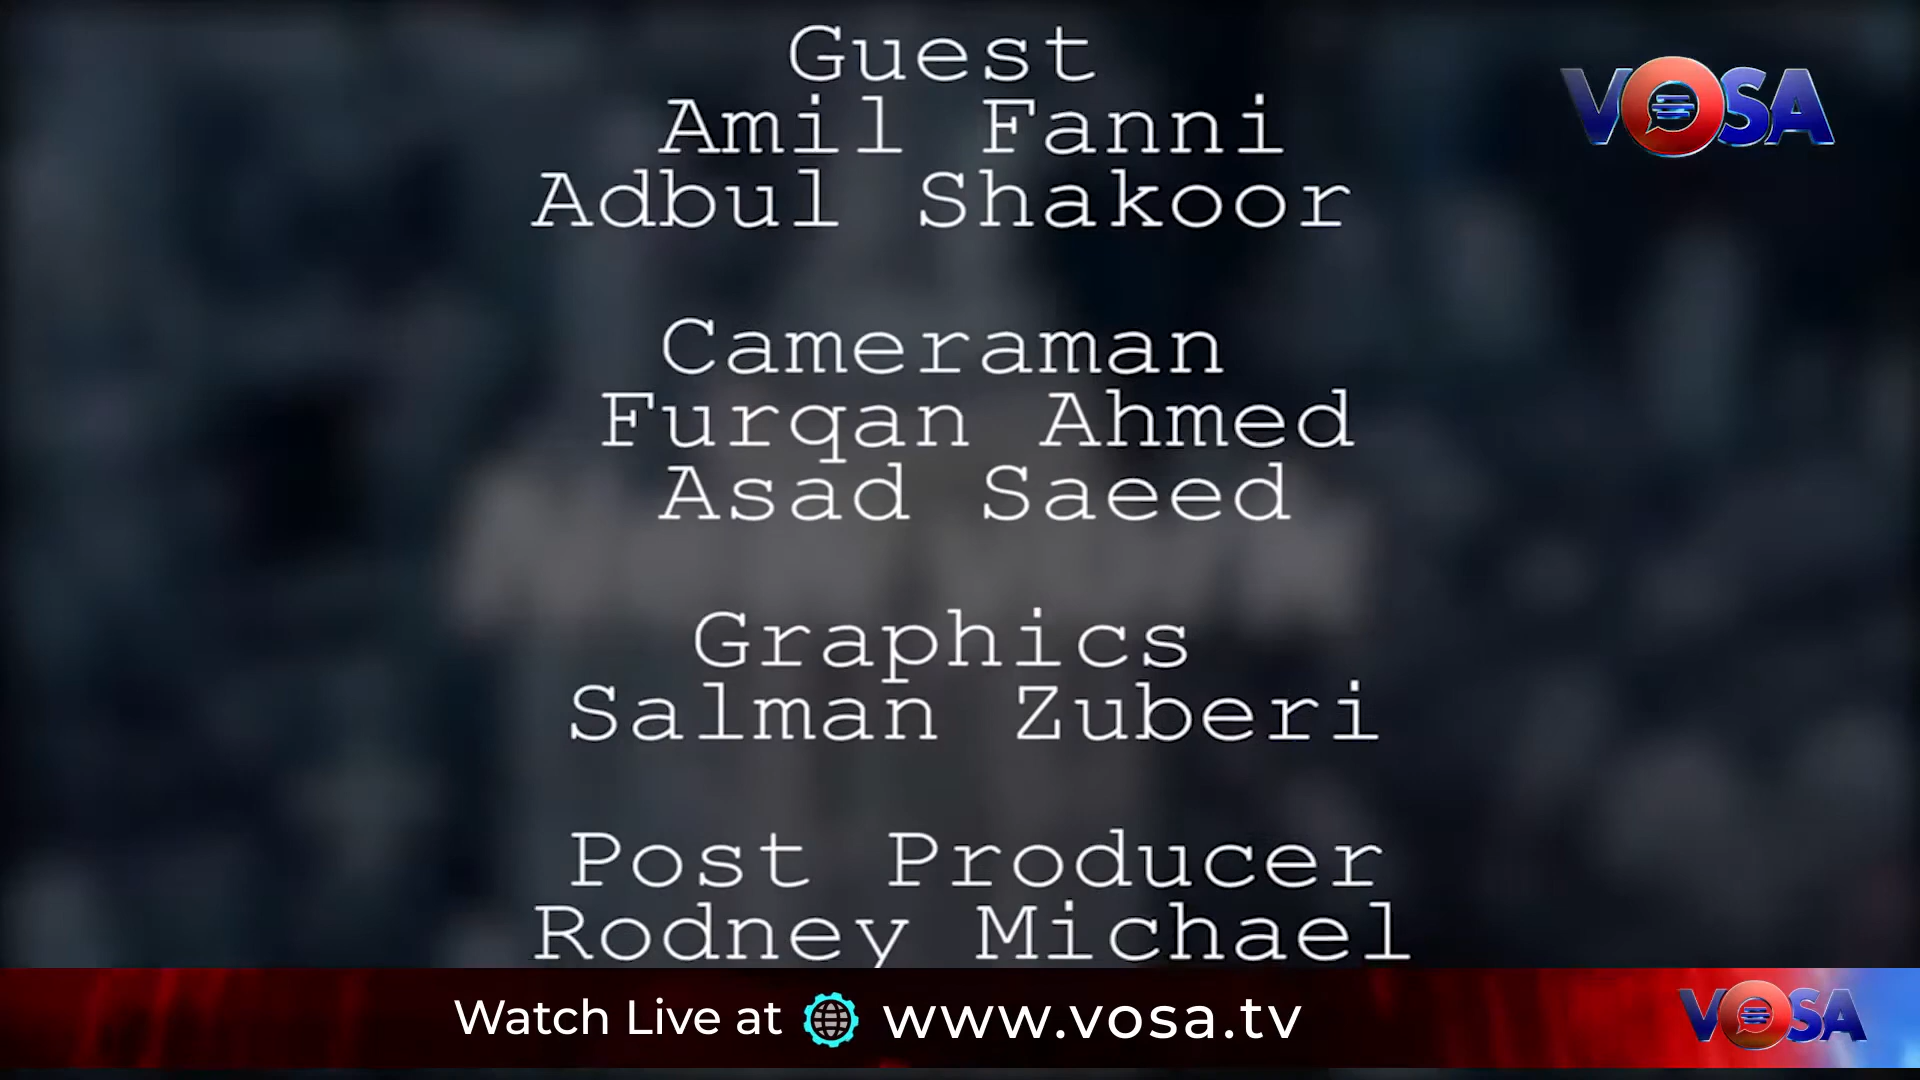 Guest
VOSA
Amil Fanni
Adbul Shakoor
Cameraman
Furqan Ahmed
Asad Saeed
Graphics
Salman Zuberi
Post Producer
Rodney Michael
Watch Live at www.vosa.tv
VOSA